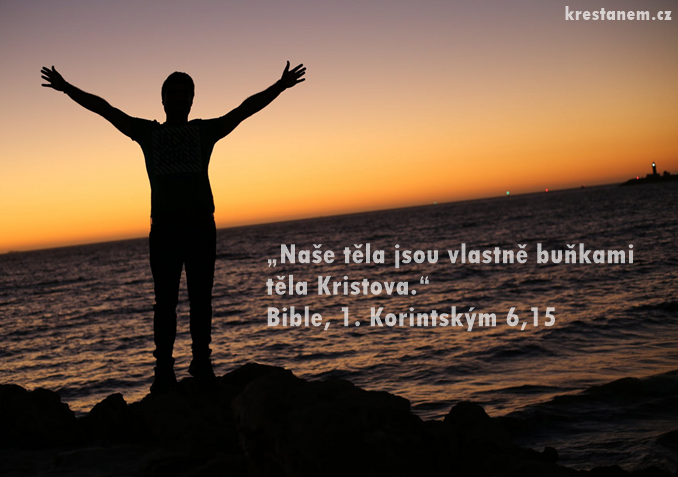 krestanem.cz
„Naše těla jsou vlastně buňkami
těla Kristova.“
Bible, 1. Korintským 6,15